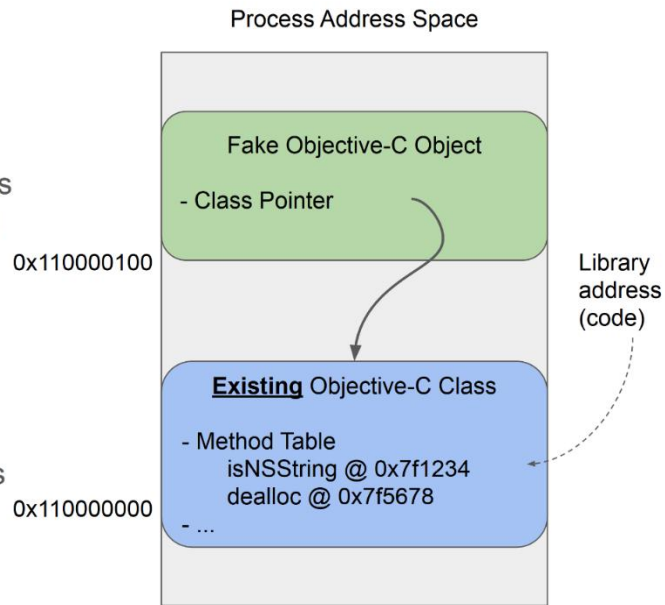 Process Address Space
Fake Objective-C Object
s
- Class Pointer
0x110000100
Library
address
(code)
Existing Objective-C Class
- Method Table
isNSString @ 0x7f1234
dealloc @ 0x7f5678
s
0x110000000
- ...